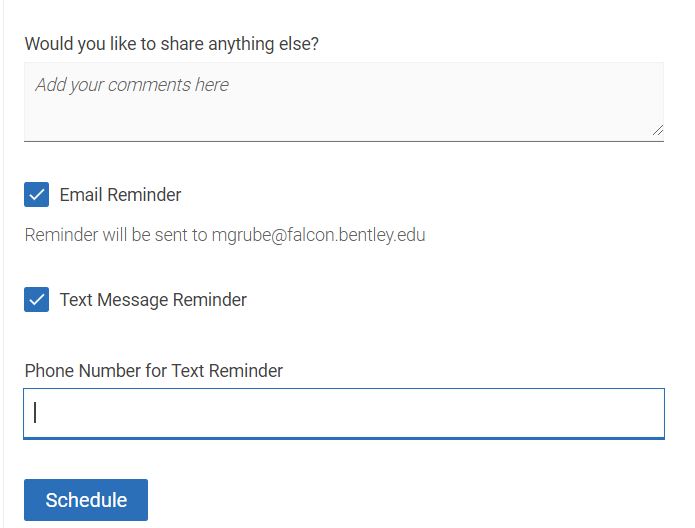 Would you like to share anything else?
Add your comments here
Email Reminder
Reminder will be sent to mgrube@falcon.bentley.edu
Text Message Reminder
Phone Number for Text Reminder
Schedule